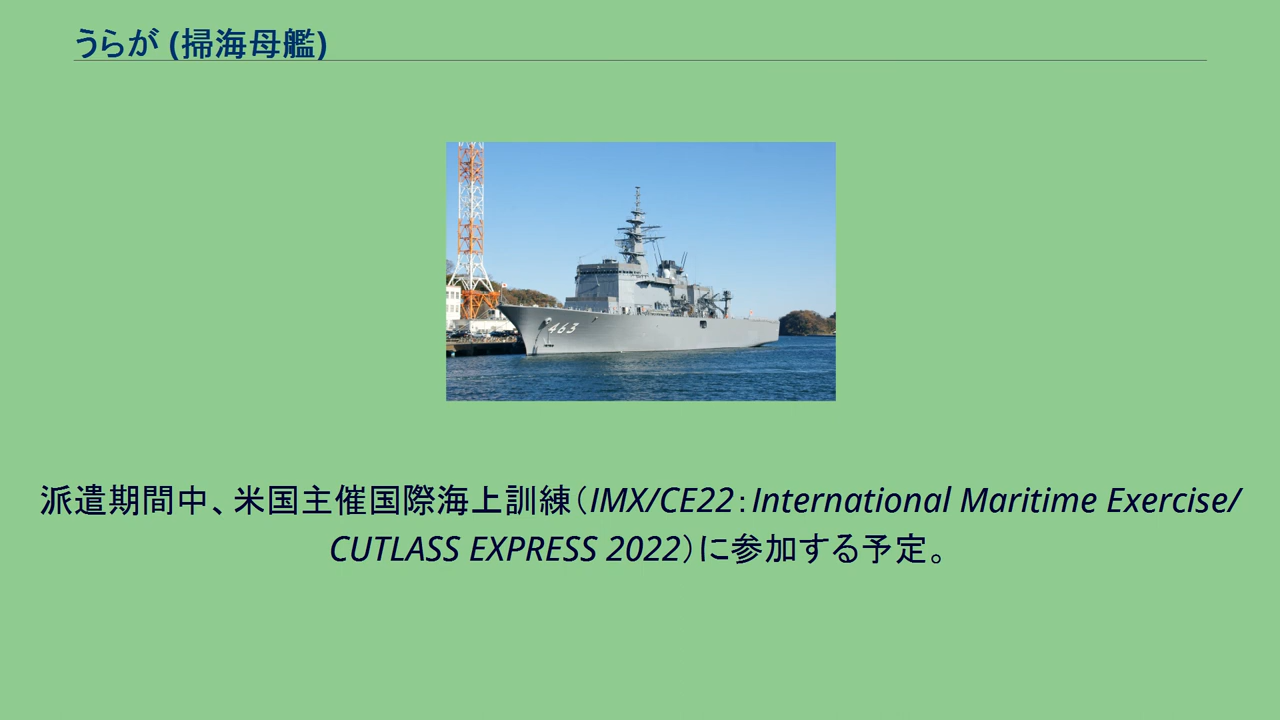 うらが (掃海母艦)
463
派遣期間中、米国主催国際海上訓練（IMX/CE22：International Maritime Exercise/
CUTLASS EXPRESS 2022）に参加する予定。